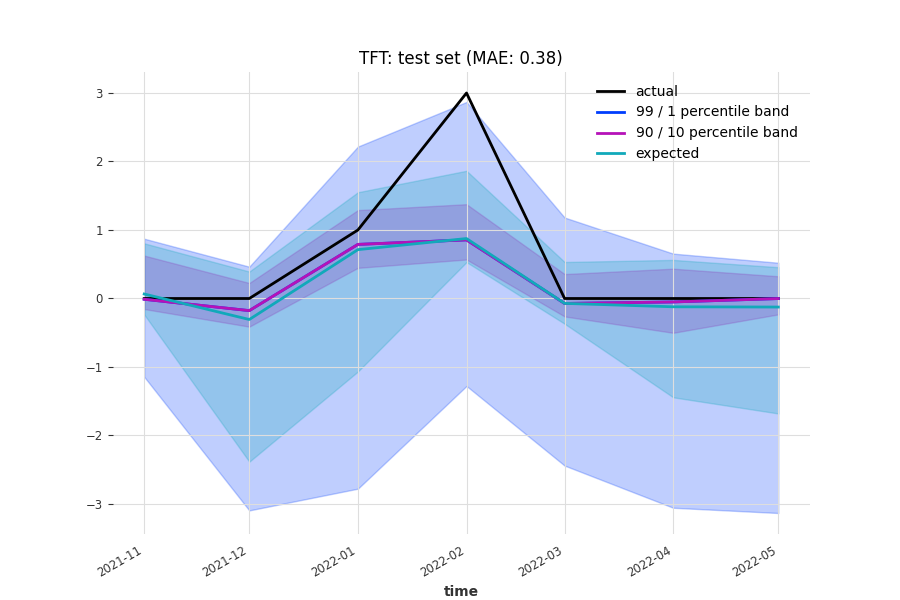 TFT: test set (MAE: 0.38)
actual
99 / 1 percentile band
90 / 10 percentile band
expected
3
2
1
0
−1
−2
−3
2021-11
2021-12
2022-01
2022-02
2022-03
2022-04
2022-05
time